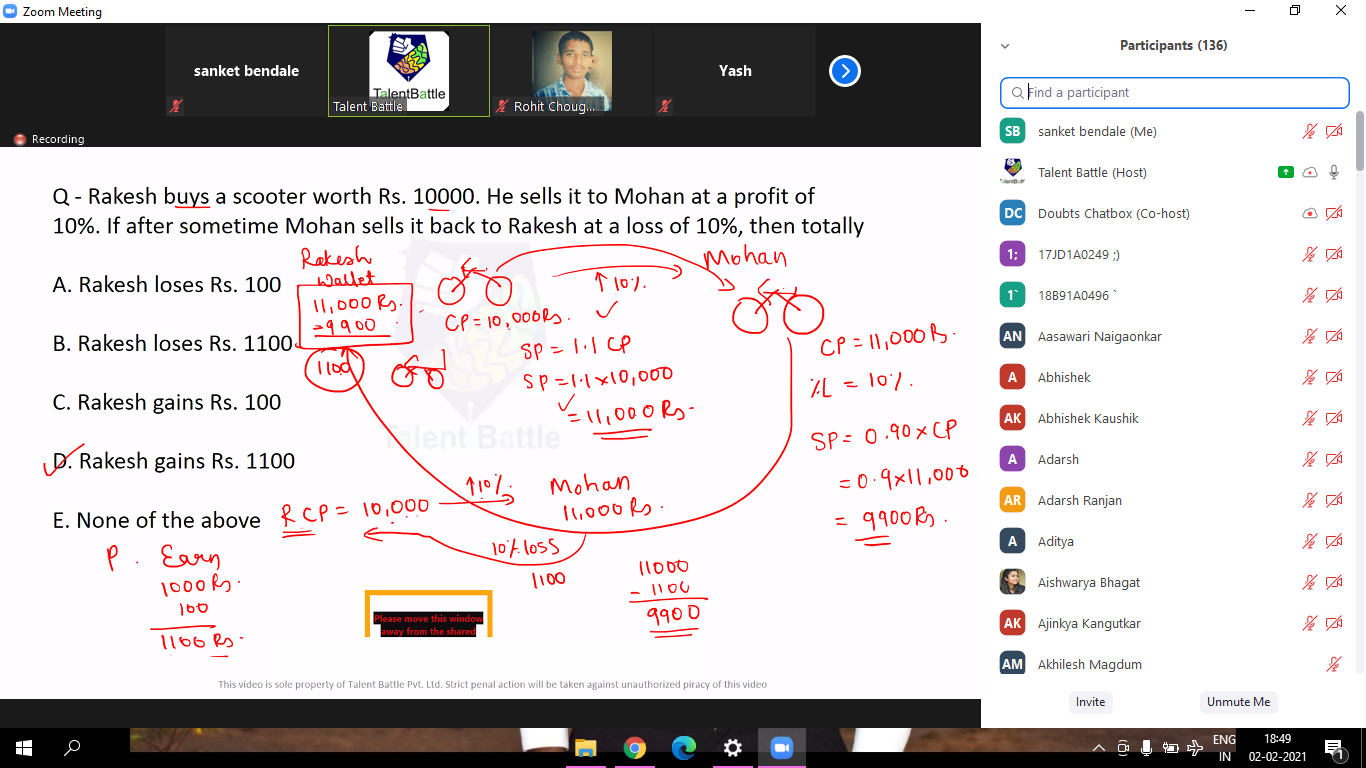 Zoom Meeting
sanket bendale
TalentBattle
Talent Battle
Rohit Choug...
Yash
Recording
Q - Rakesh buys a scooter worth Rs. 10000. He sells it to Mohan at a profit of
10%. If after sometime Mohan sells it back to Rakesh at a loss of 10%, then totally
A. Rakesh loses Rs. 100
B. Rakesh loses Rs. 1100
C. Rakesh gains Rs. 100
D. Rakesh gains Rs. 1100
E. None of the above
Rakesh
Wallet
11,000 Rs.
-9900
1100
CP = 10,000Rs.
↑10%
Mohan
SP = 1.1 CP
SP = 1.1 x 10,000
= 11,000 Rs.
CP = 11,000 Rs.
%L = 10%.
SP = 0.90 x CP
= 0.9x11,000
= 9900 Rs.
Talent Battle
R CP = 10,000
↑10%.
Mohan
11,000 Rs.
10% loss
1100
11000
- 1100
9900
P. Earn
1000 Rs.
100
1100 Rs.
Please move this window
away from the shared
This video is sole property of Talent Battle Pvt. Ltd. Strict penal action will be taken against unauthorized piracy of this video
Participants (136)
Find a participant
SB sanket bendale (Me)
Talent Battle (Host)
DC Doubts Chatbox (Co-host)
1; 17JD1A0249 ;)
1` 18B91A0496 `
AN Aasawari Naigaonkar
A Abhishek
AK Abhishek Kaushik
A Adarsh
AR Adarsh Ranjan
A Aditya
Aishwarya Bhagat
AK Ajinkya Kangutkar
AM Akhilesh Magdum
Invite
Unmute Me
ENG
IN
18:49
02-02-2021
1